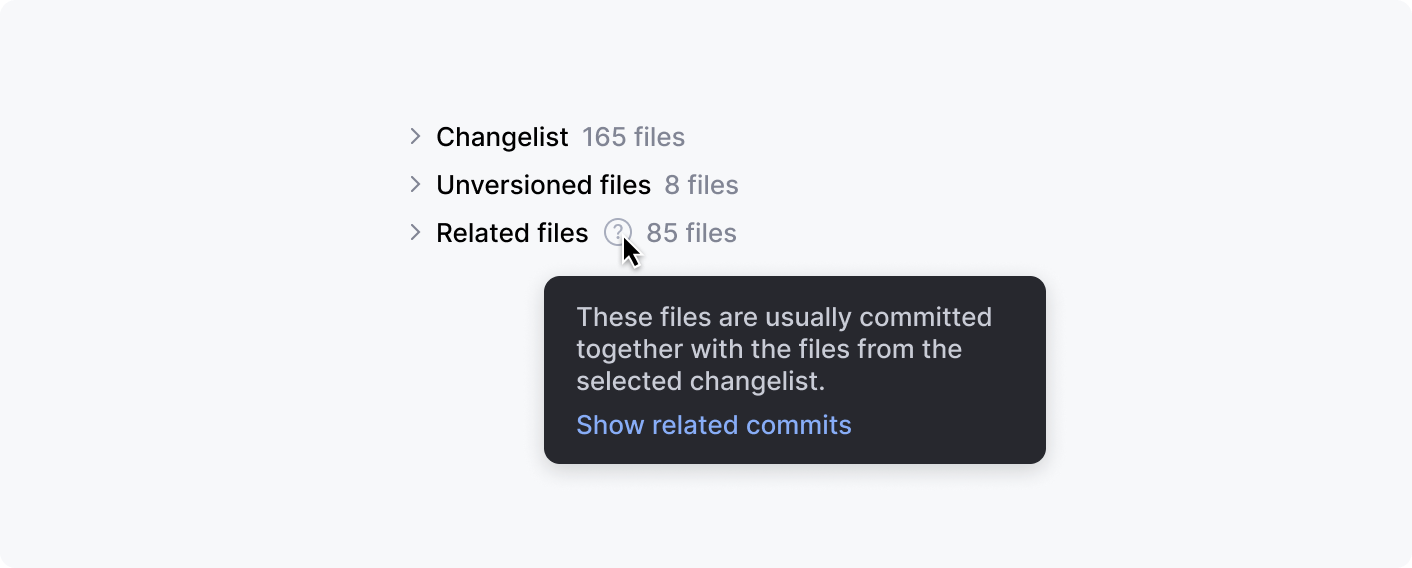 Changelist 165 files
Unversioned files 8 files
Related files ? 85 files
These files are usually committed
together with the files from the
selected changelist.
Show related commits